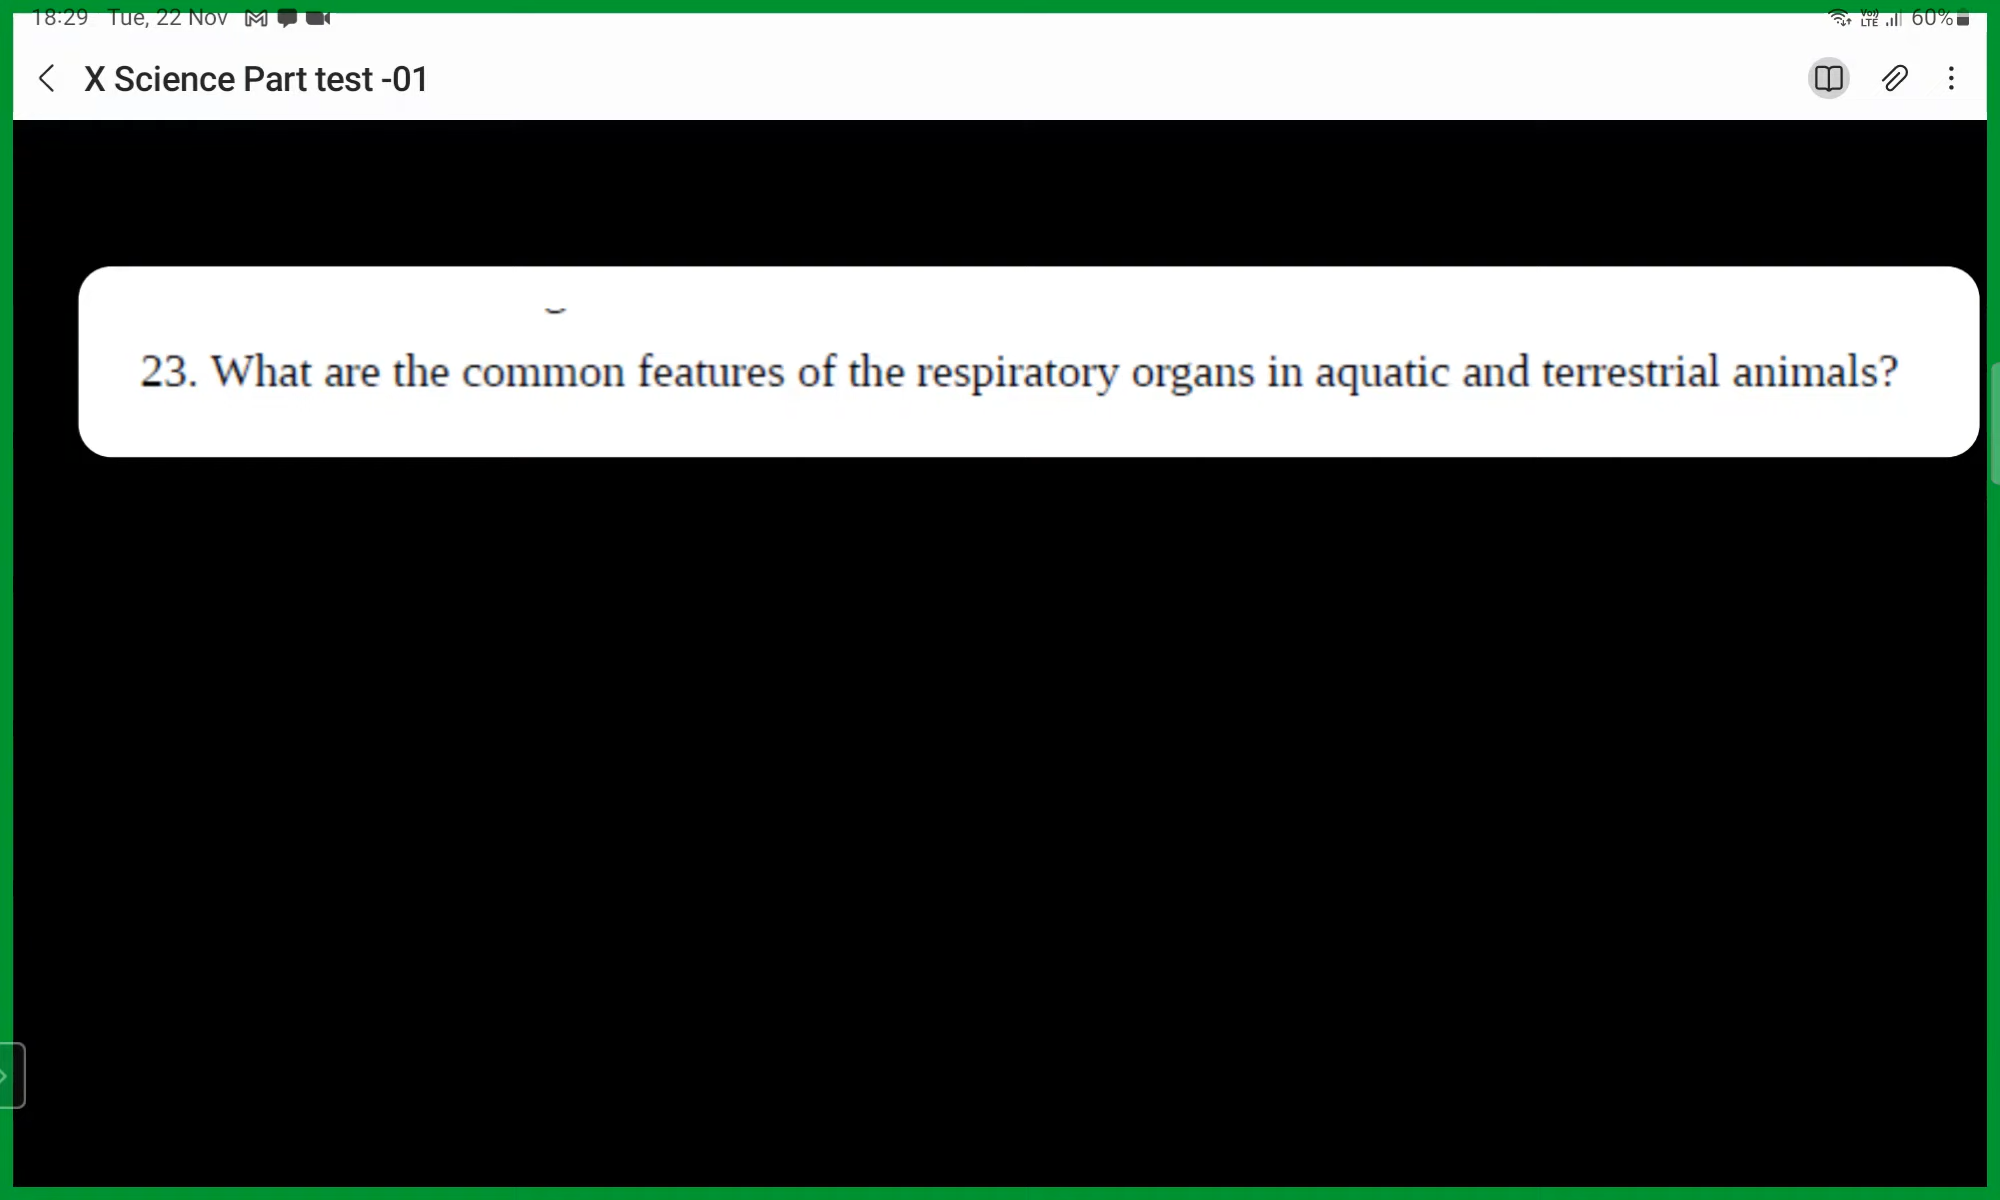 18:29 Tue, 22 Nov
LTE 60%
X Science Part test -01
23. What are the common features of the respiratory organs in aquatic and terrestrial animals?